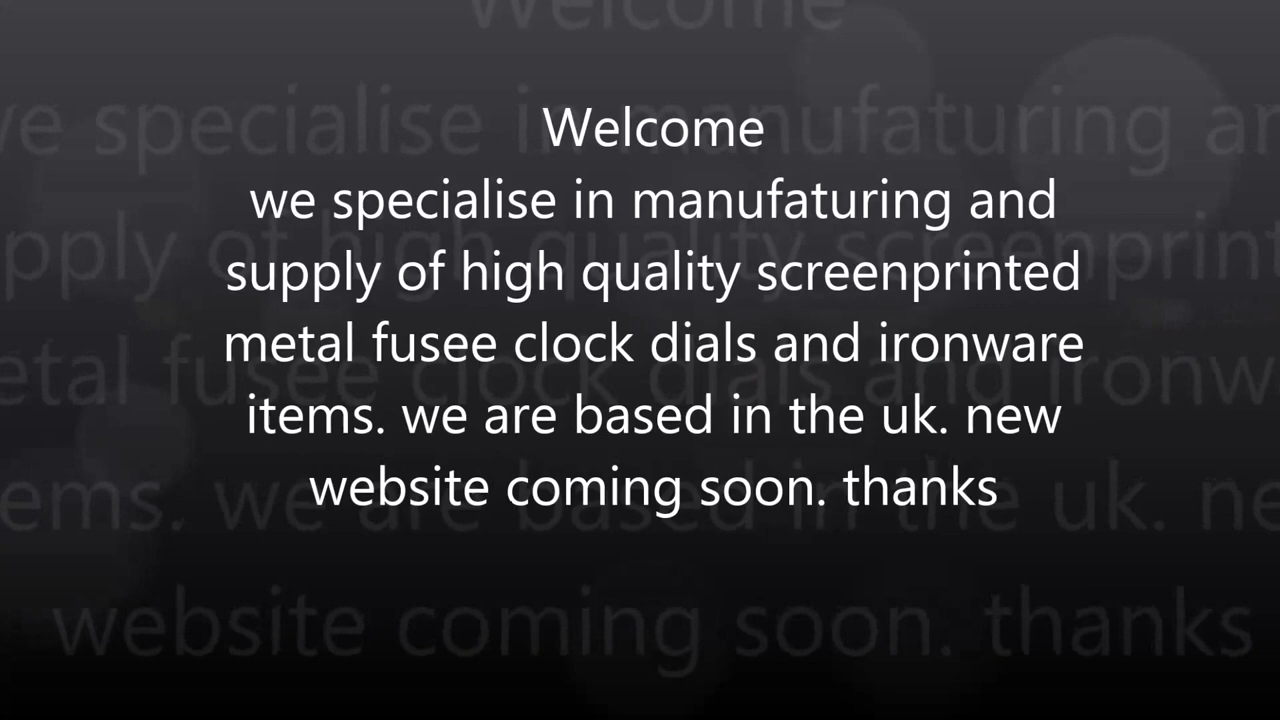 Welcome
we specialise in manufaturing and
supply of high quality screenprinted
metal fusee clock dials and ironware
items. we are based in the uk. new
website coming soon. thanks